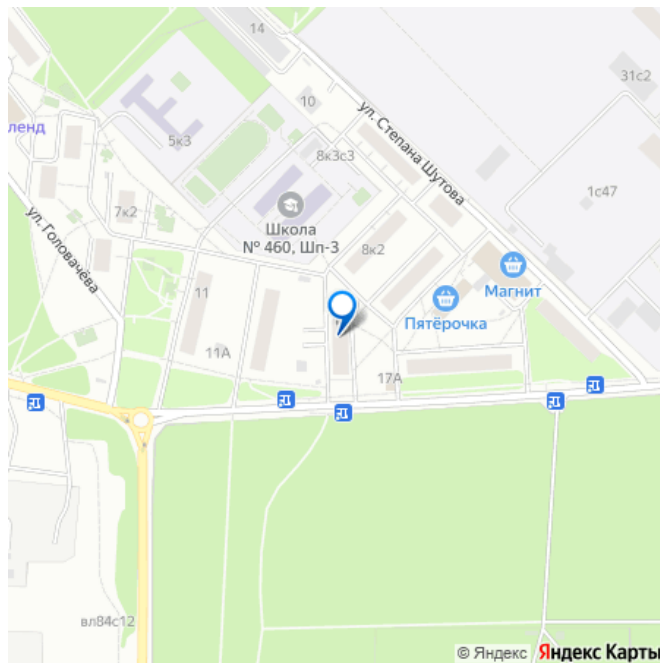 14
31с2
10
ул. Степана Шутова
ленд
5к3
8к3с3
1с47
7к2
Школа
№ 460, Шп-3
ул. Головачёва
8к2
Магнит
11
Пятёрочка
11А
17А
вл84с12
© Яндекс Яндекс Карты